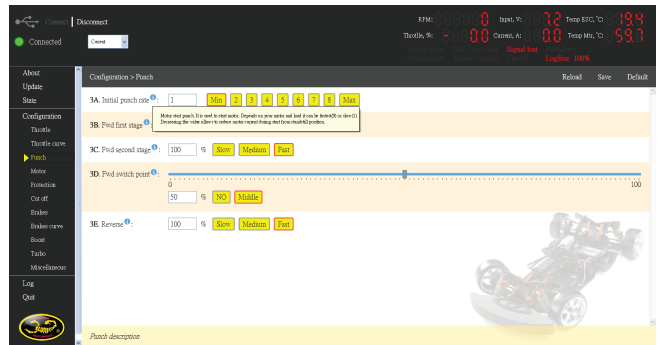 Connect | Disconnect
RPM: 0 Input, V: 7.2 Temp ESC, °C: 19.4
Connected
Current
Throttle, %: - 0.0 Current, A: 0.0 Temp Mtr, °C: 59.7
Signal lost
LogSize 100%
About
Update
State
Configuration
Throttle
Throttle curve
Punch
Motor
Protection
Cut off
Brakes
Brakes curve
Boost
Turbo
Miscellaneous
Log
Quit
Configuration > Punch
Reload Save Default
3A. Initial punch rate : 1 Min 2 3 4 5 6 7 8 Max
Motor start punch. It is used to start motor. Depends on your motor and load, it can be fastest(9) or slow(1).
Decreasing this value allows to reduce motor current during start from standstill position.
3B. Fwd first stage :
3C. Fwd second stage : 100 % Slow Medium Fast
3D. Fwd switch point :
0 100
50 % NO Middle
3E. Reverse : 100 % Slow Medium Fast
Punch description